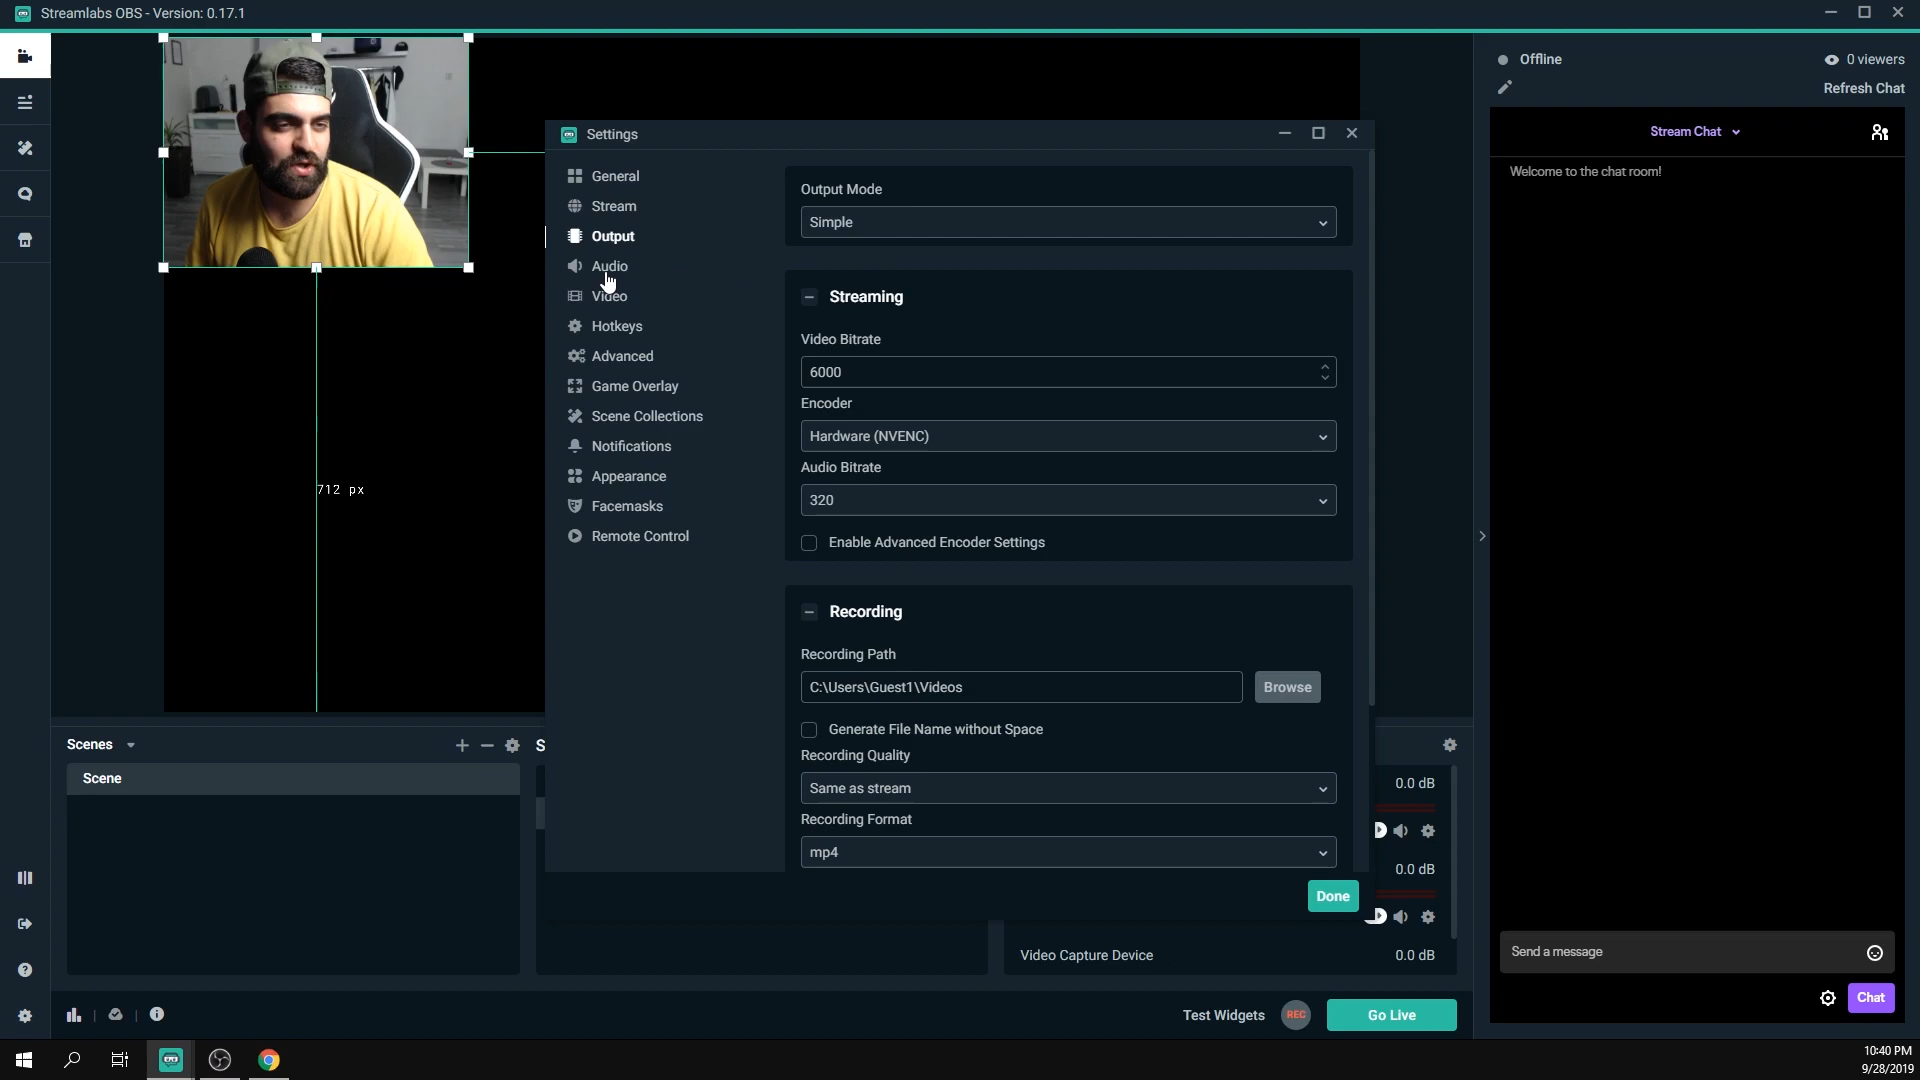 Streamlabs OBS - Version: 0.17.1
Offline
0 viewers
Refresh Chat
Stream Chat
Welcome to the chat room!
Settings
General
Stream
Output
Audio
Video
Hotkeys
Advanced
Game Overlay
Scene Collections
Notifications
Appearance
Facemasks
Remote Control
Output Mode
Simple
Streaming
Video Bitrate
6000
Encoder
Hardware (NVENC)
Audio Bitrate
320
Enable Advanced Encoder Settings
Recording
Recording Path
C:\Users\Guest1\Videos
Browse
Generate File Name without Space
Recording Quality
Same as stream
Recording Format
mp4
Done
712 px
Scenes
S
Scene
0.0 dB
0.0 dB
Video Capture Device
0.0 dB
Test Widgets
REC
Go Live
Send a message
Chat
10:40 PM
9/28/2019